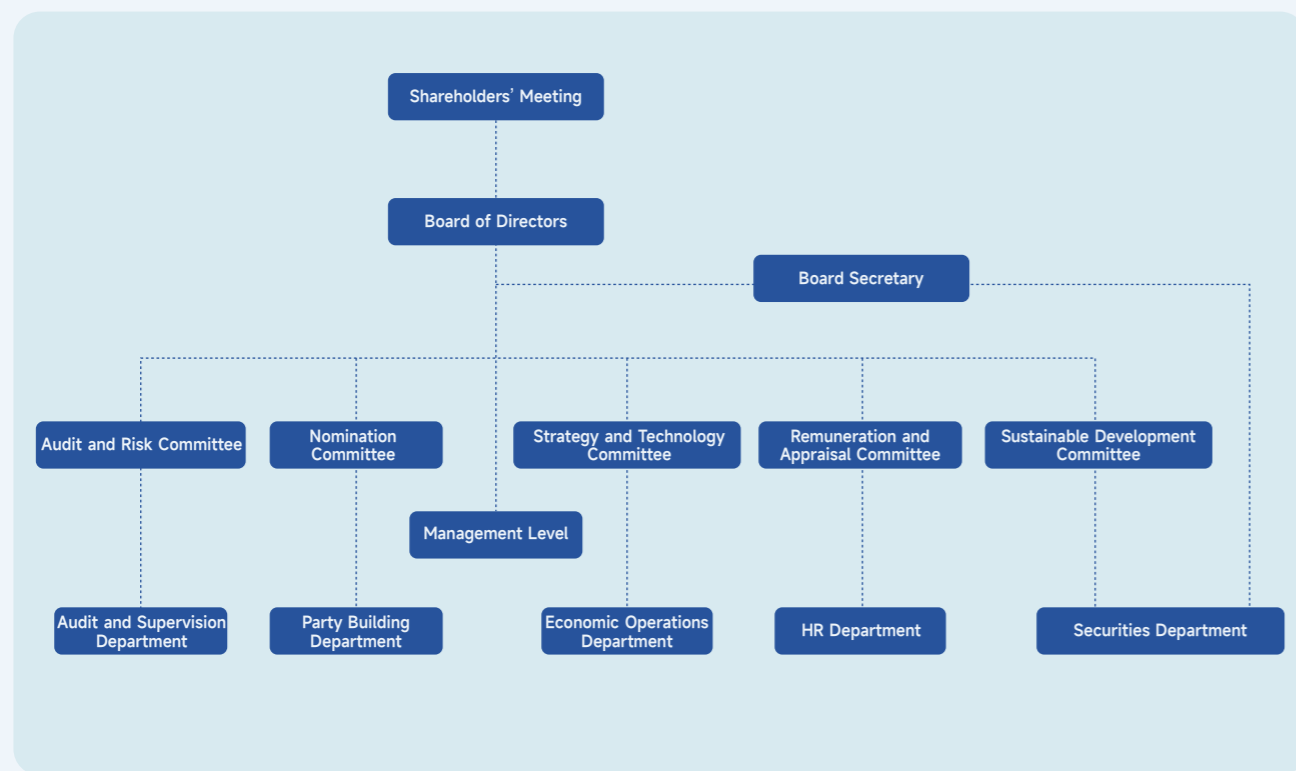 Shareholders’ Meeting
Board of Directors
Board Secretary
Audit and Risk Committee
Nomination
Committee
Strategy and Technology
Committee
Remuneration and
Appraisal Committee
Sustainable Development
Committee
Management Level
Audit and Supervision
Department
Party Building
Department
Economic Operations
Department
HR Department
Securities Department